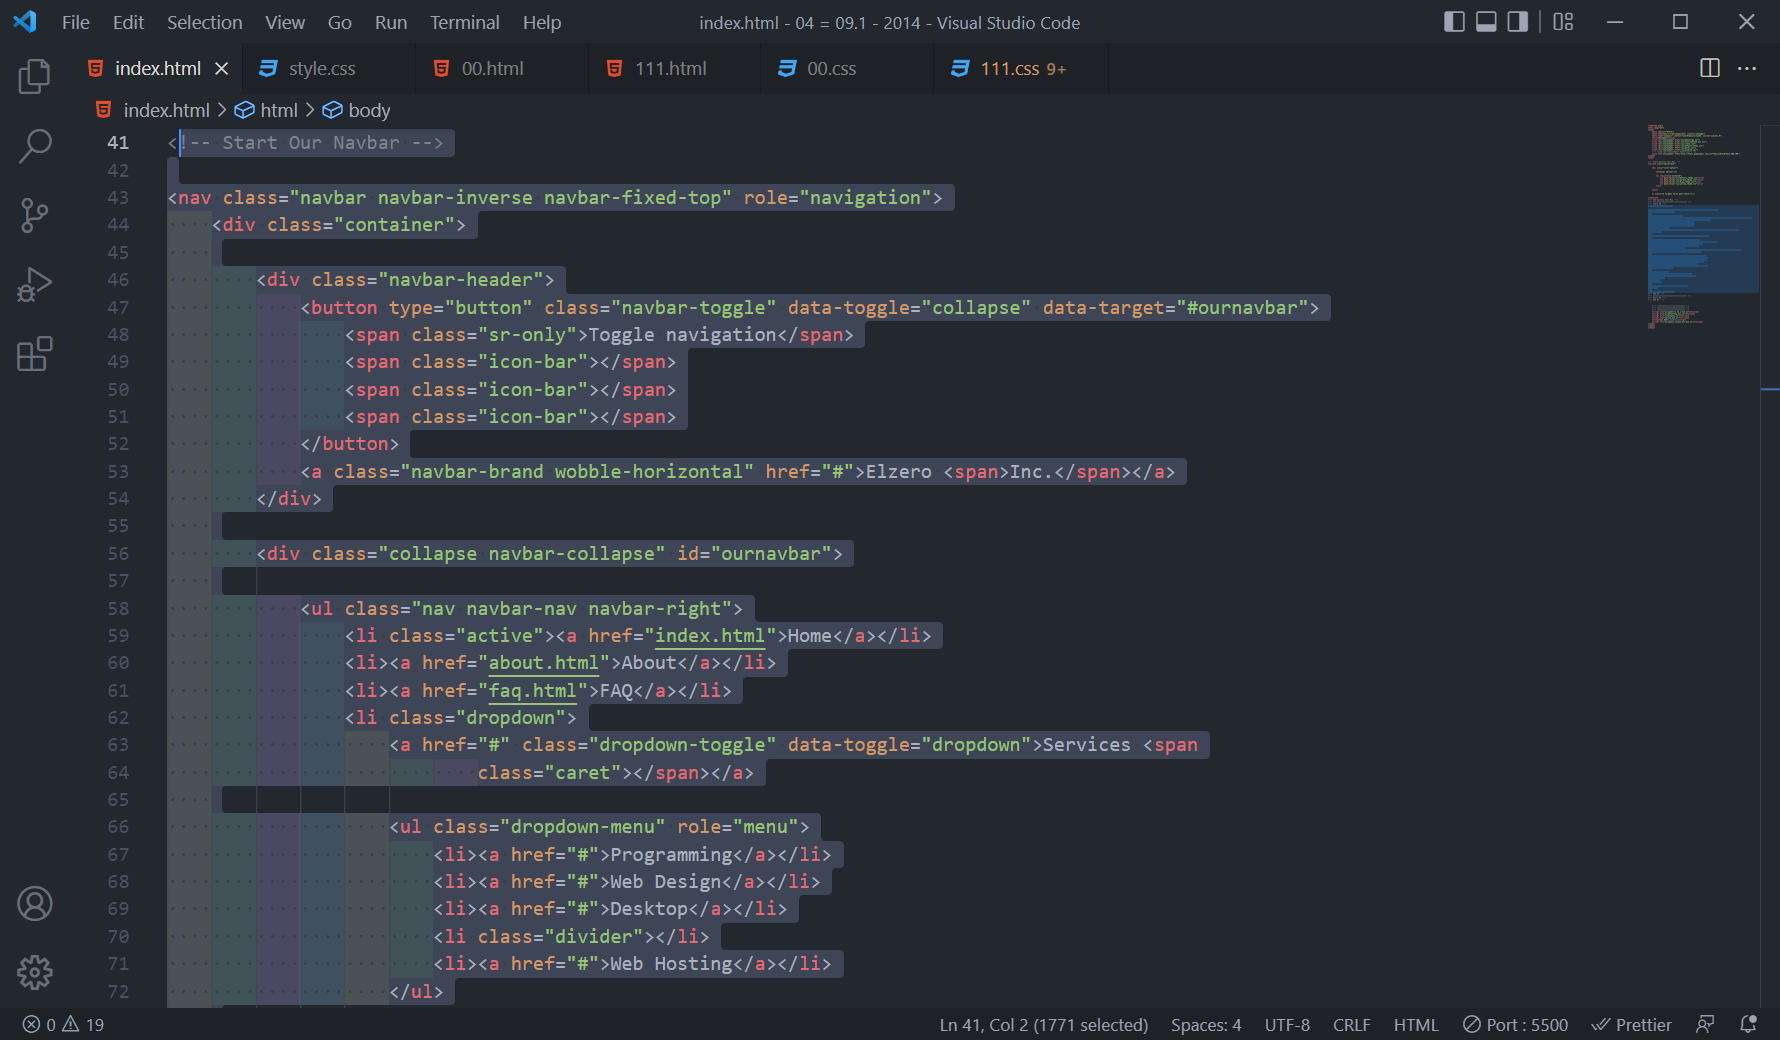 File Edit Selection View Go Run Terminal Help index.html - 04 = 09.1 - 2014 - Visual Studio Code
index.html style.css 00.html 111.html 00.css 111.css 9+
index.html > html > body
41 <!-- Start Our Navbar -->
42
43 <nav class="navbar navbar-inverse navbar-fixed-top" role="navigation">
44 <div class="container">
45
46 <div class="navbar-header">
47 <button type="button" class="navbar-toggle" data-toggle="collapse" data-target="#ournavbar">
48 <span class="sr-only">Toggle navigation</span>
49 <span class="icon-bar"></span>
50 <span class="icon-bar"></span>
51 <span class="icon-bar"></span>
52 </button>
53 <a class="navbar-brand wobble-horizontal" href="#">Elzero <span>Inc.</span></a>
54 </div>
55
56 <div class="collapse navbar-collapse" id="ournavbar">
57
58 <ul class="nav navbar-nav navbar-right">
59 <li class="active"><a href="index.html">Home</a></li>
60 <li><a href="about.html">About</a></li>
61 <li><a href="faq.html">FAQ</a></li>
62 <li class="dropdown">
63 <a href="#" class="dropdown-toggle" data-toggle="dropdown">Services <span
64 class="caret"></span></a>
65
66 <ul class="dropdown-menu" role="menu">
67 <li><a href="#">Programming</a></li>
68 <li><a href="#">Web Design</a></li>
69 <li><a href="#">Desktop</a></li>
70 <li class="divider"></li>
71 <li><a href="#">Web Hosting</a></li>
72 </ul>
0 19 Ln 41, Col 2 (1771 selected) Spaces: 4 UTF-8 CRLF HTML Port : 5500 Prettier